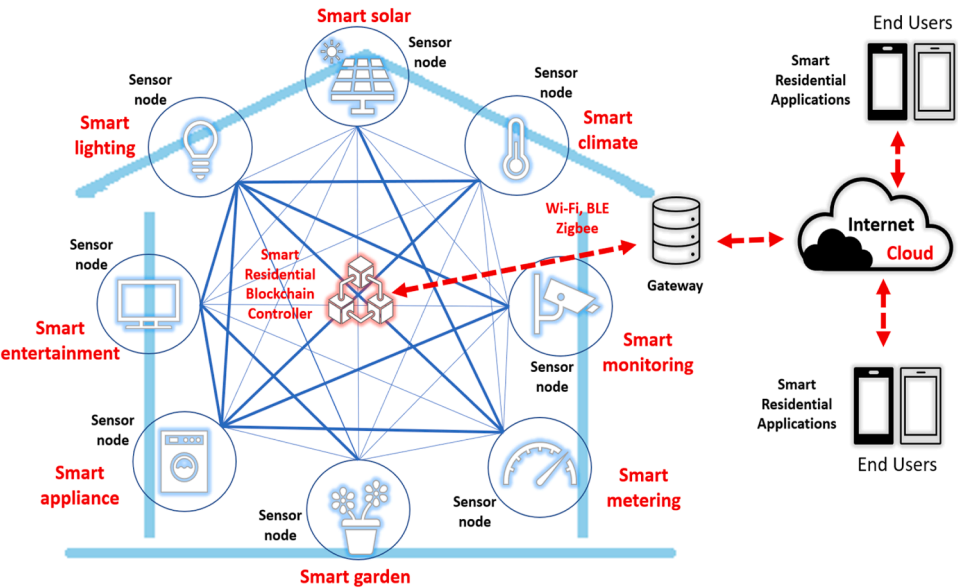 Smart solar
Sensor
node
Sensor
node
Sensor
node
Smart
lighting
Smart
climate
Sensor
node
Smart
entertainment
Smart
Residential
Blockchain
Controller
Wi-Fi, BLE
Zigbee
Gateway
Smart
monitoring
Sensor
node
Sensor
node
Smart
appliance
Sensor
node
Smart garden
Sensor
node
Smart
metering
End Users
Smart
Residential
Applications
Internet
Cloud
Smart
Residential
Applications
End Users